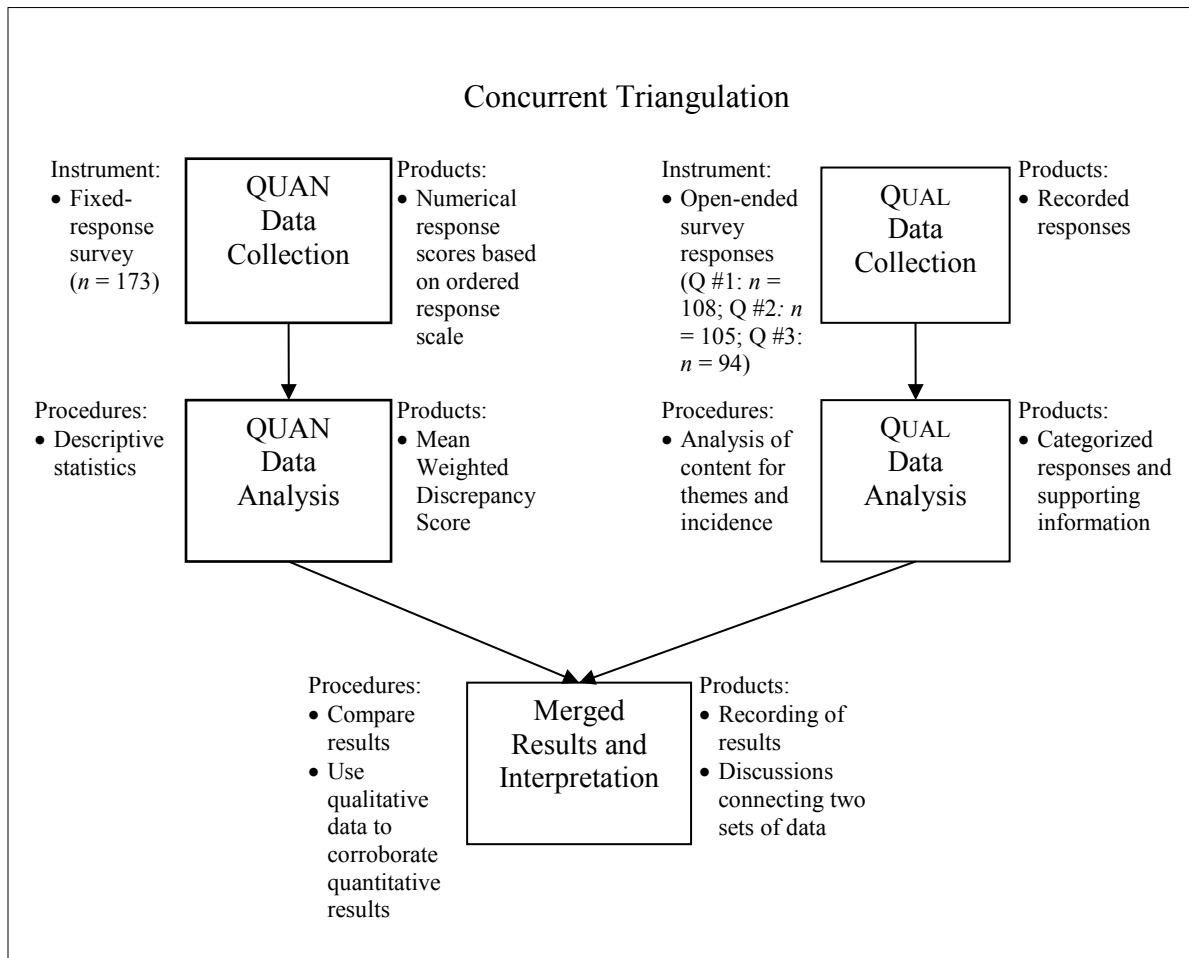 Concurrent Triangulation
Instrument:
• Fixed-
response
survey
(n = 173)
QUAN
Data
Collection
Products:
• Numerical
response
scores based
on ordered
response
scale
Instrument:
• Open-ended
survey
responses
(Q #1: n =
108; Q #2: n
= 105; Q #3:
n = 94)
QUAL
Data
Collection
Products:
• Recorded
responses
Procedures:
• Descriptive
statistics
QUAN
Data
Analysis
Products:
• Mean
Weighted
Discrepancy
Score
Procedures:
• Analysis of
content for
themes and
incidence
QUAL
Data
Analysis
Products:
• Categorized
responses and
supporting
information
Procedures:
• Compare
results
• Use
qualitative
data to
corroborate
quantitative
results
Merged
Results and
Interpretation
Products:
• Recording of
results
• Discussions
connecting two
sets of data